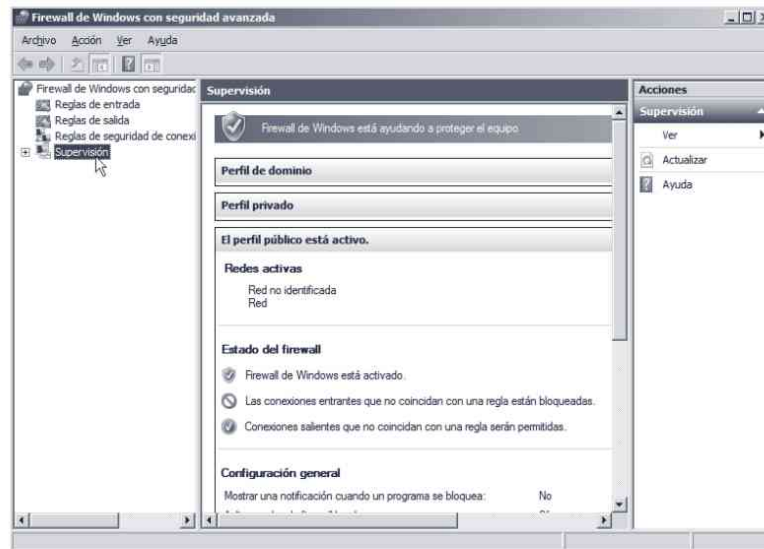 Firewall de Windows con seguridad avanzada
Archivo Acción Ver Ayuda
Firewall de Windows con seguridad
Reglas de entrada
Reglas de salida
Reglas de seguridad de conexi
Supervisión
Supervisión
Firewall de Windows está ayudando a proteger el equipo
Perfil de dominio
Perfil privado
El perfil público está activo.
Redes activas
Red no identificada
Red
Estado del firewall
Firewall de Windows está activado.
Las conexiones entrantes que no coincidan con una regla están bloqueadas.
Conexiones salientes que no coincidan con una regla serán permitidas.
Configuración general
Mostrar una notificación cuando un programa se bloquea: No
Acciones
Supervisión
Ver
Actualizar
Ayuda